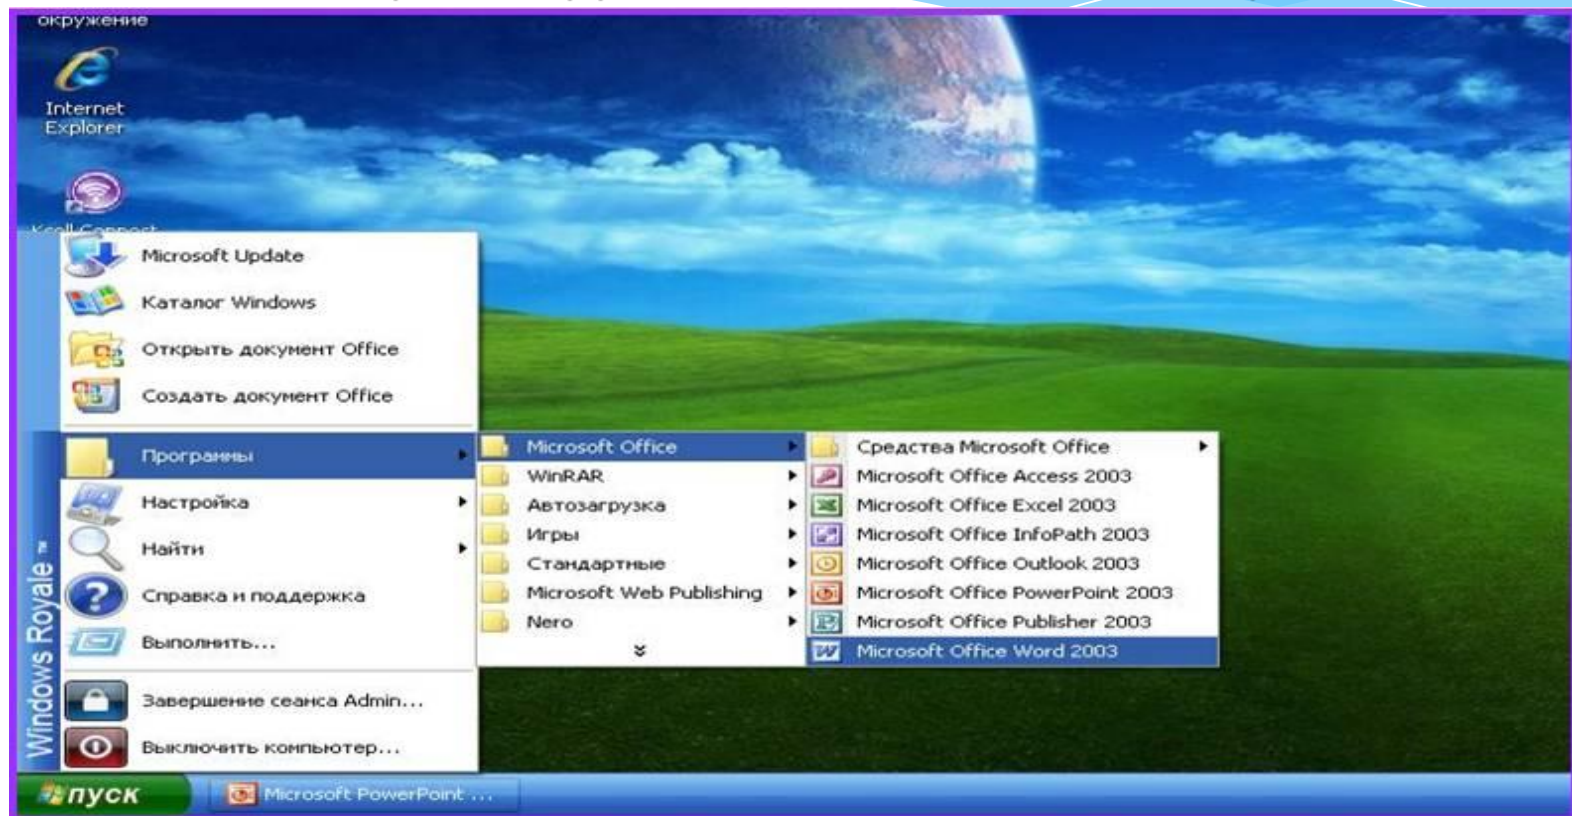 окружение
Internet
Explorer
Kcell Connect
Microsoft Update
Каталог Windows
Открыть документ Office
Создать документ Office
Программы
Настройка
Найти
Справка и поддержка
Выполнить...
Завершение сеанса Admin...
Выключить компьютер...
Windows Royale ™
Microsoft Office
WinRAR
Автозагрузка
Игры
Стандартные
Microsoft Web Publishing
Nero
Средства Microsoft Office
Microsoft Office Access 2003
Microsoft Office Excel 2003
Microsoft Office InfoPath 2003
Microsoft Office Outlook 2003
Microsoft Office PowerPoint 2003
Microsoft Office Publisher 2003
Microsoft Office Word 2003
пуск
Microsoft PowerPoint ...